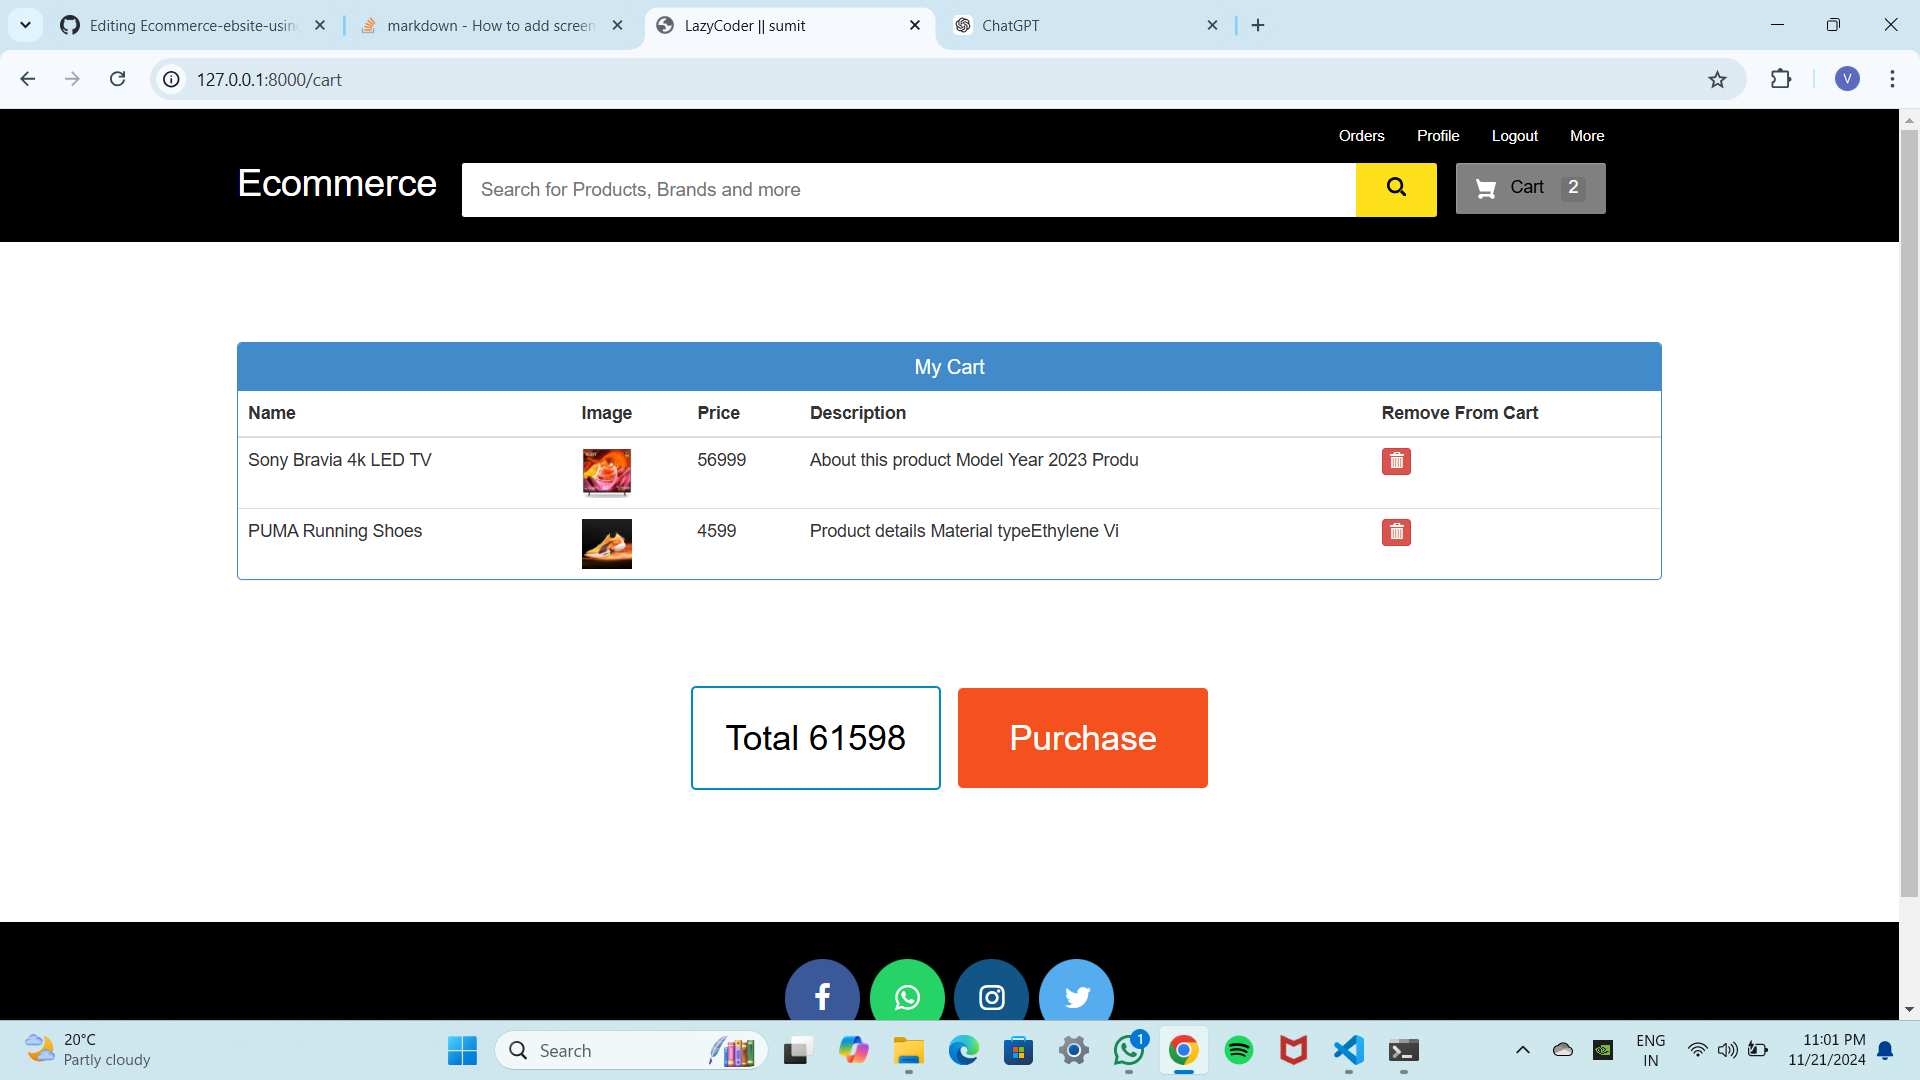 Editing Ecommerce-ebsite-usin
markdown - How to add screen
LazyCoder || sumit
ChatGPT
127.0.0.1:8000/cart
V
Orders Profile Logout More
Ecommerce
Search for Products, Brands and more
Cart 2
My Cart
Name Image Price Description Remove From Cart
Sony Bravia 4k LED TV 56999 About this product Model Year 2023 Produ
PUMA Running Shoes 4599 Product details Material typeEthylene Vi
Total 61598
Purchase
20°C
Partly cloudy
Search
1
ENG
IN
11:01 PM
11/21/2024